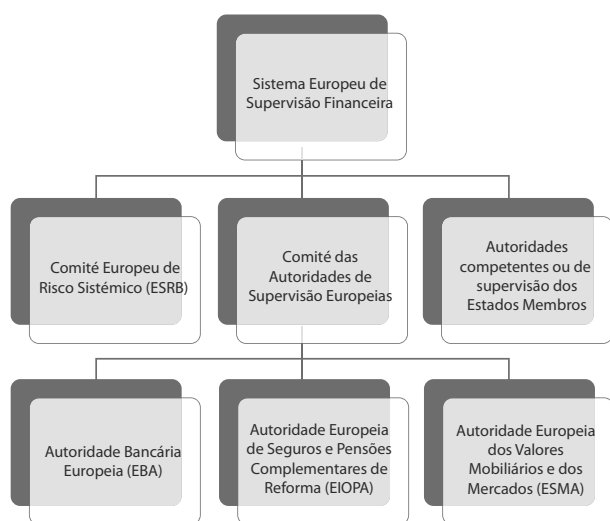 Sistema Europeu de
Supervisão Financeira
Comité Europeu de
Risco Sistémico (ESRB)
Comité das
Autoridades de
Supervisão Europeias
Autoridades
competentes ou de
supervisão dos
Estados Membros
Autoridade Bancária
Europeia (EBA)
Autoridade Europeia
de Seguros e Pensões
Complementares de
Reforma (EIOPA)
Autoridade Europeia
dos Valores
Mobiliários e dos
Mercados (ESMA)